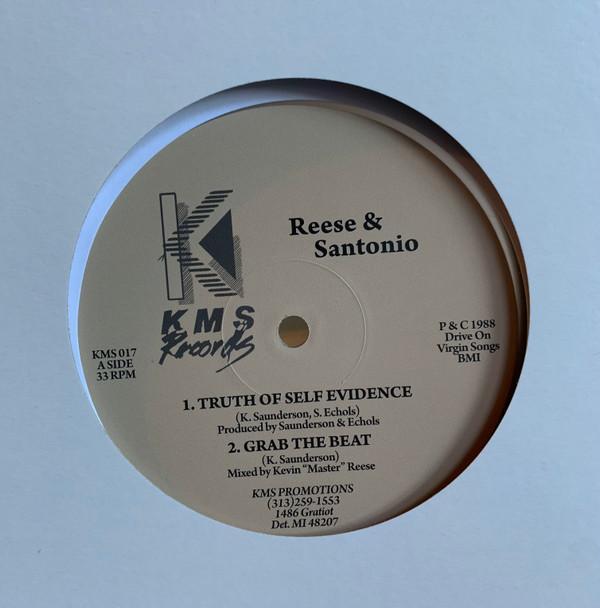 Reese &
Santonio
K
KMS
Records
KMS 017
A SIDE
33 RPM
P & C 1988
Drive On
Virgin Songs
BMI
1. TRUTH OF SELF EVIDENCE
(K. Saunderson, S. Echols)
Produced by Saunderson & Echols
2. GRAB THE BEAT
(K. Saunderson)
Mixed by Kevin “Master” Reese
KMS PROMOTIONS
(313)259-1553
1486 Gratiot
Det. MI 48207